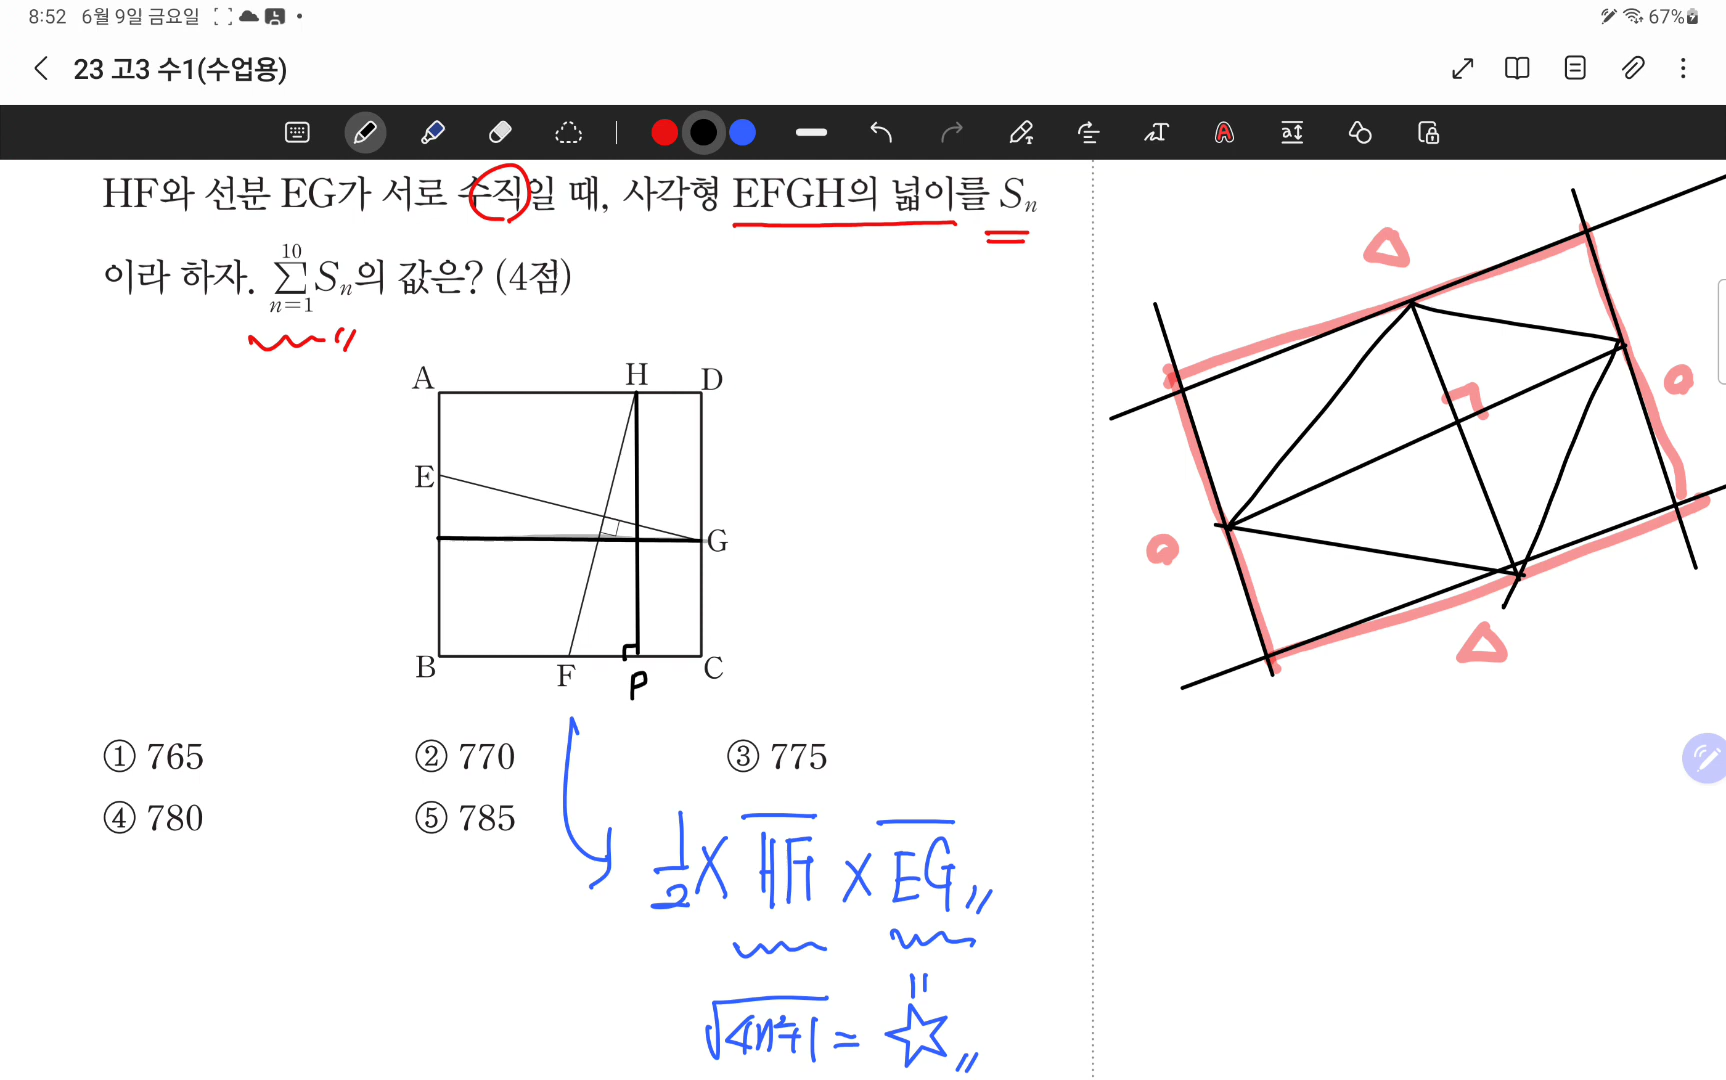 8:52 6월 9일 금요일
67%
23 고3 수1(수업용)
HF와 선분 EG가 서로 수직일 때, 사각형 EFGH의 넓이를 Sₙ
이라 하자. ∑ₙ₌₁¹⁰ Sₙ의 값은? (4점)
A H D
E
G
B F C
P
① 765 ② 770 ③ 775
④ 780 ⑤ 785
1/2 × HF̅ × EG̅ 〃
√(4n²+1) = ☆ 〃